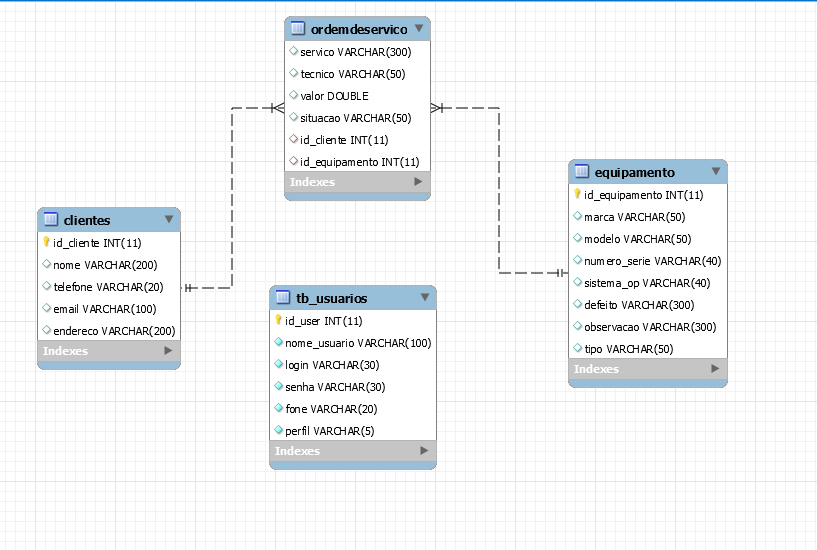 ordemdeservico
servico VARCHAR(300)
tecnico VARCHAR(50)
valor DOUBLE
situacao VARCHAR(50)
id_cliente INT(11)
id_equipamento INT(11)
Indexes
clientes
id_cliente INT(11)
nome VARCHAR(200)
telefone VARCHAR(20)
email VARCHAR(100)
endereco VARCHAR(200)
Indexes
tb_usuarios
id_user INT(11)
nome_usuario VARCHAR(100)
login VARCHAR(30)
senha VARCHAR(30)
fone VARCHAR(20)
perfil VARCHAR(5)
Indexes
equipamento
id_equipamento INT(11)
marca VARCHAR(50)
modelo VARCHAR(50)
numero_serie VARCHAR(40)
sistema_op VARCHAR(40)
defeito VARCHAR(300)
observacao VARCHAR(300)
tipo VARCHAR(50)
Indexes